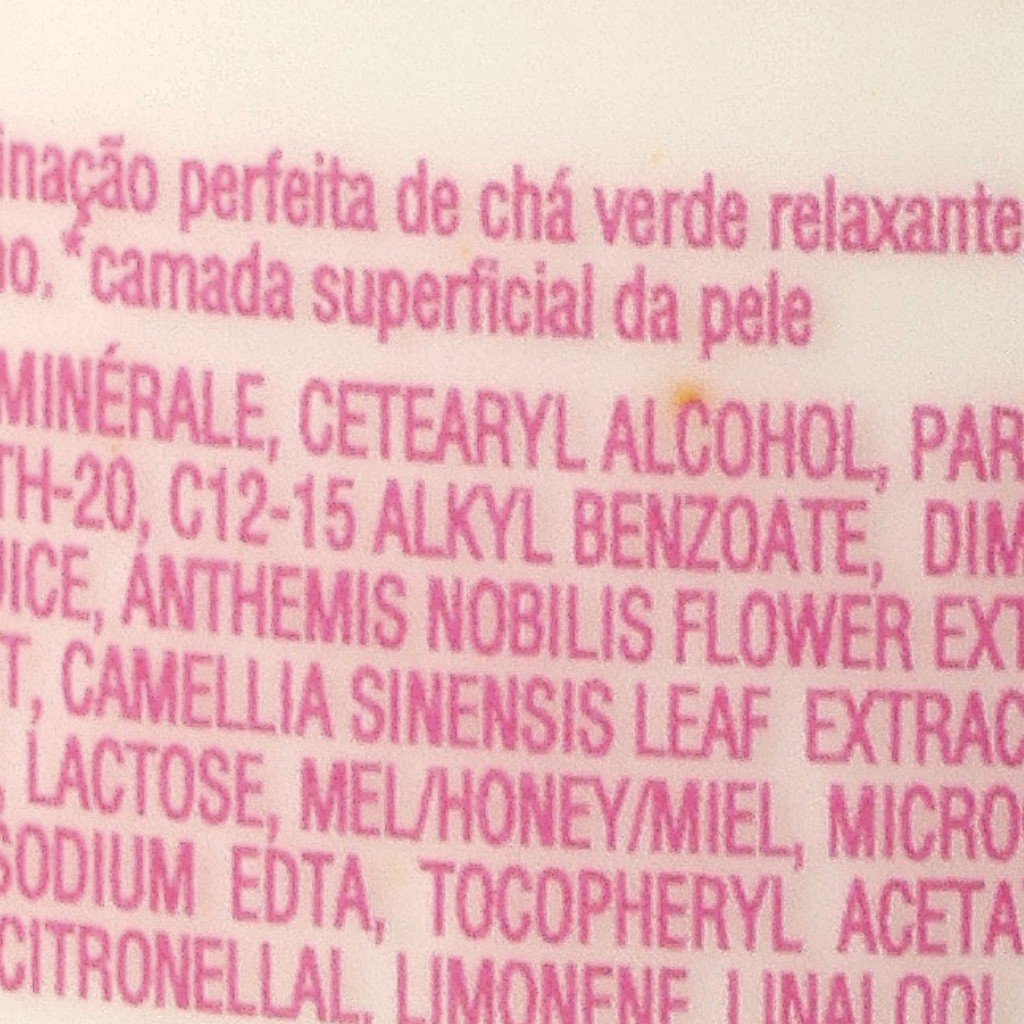 inação perfeita de chá verde relaxante
*camada superficial da pele
MINÉRALE, CETEARYL ALCOHOL, PAR
TH-20, C12-15 ALKYL BENZOATE, DIM
ICE, ANTHEMIS NOBILIS FLOWER EXT
T, CAMELLIA SINENSIS LEAF EXTRAC
, LACTOSE, MEL/HONEY/MIEL, MICRO
SODIUM EDTA, TOCOPHERYL ACETA
CITRONELLAL, LIMONENE, LINALOOL